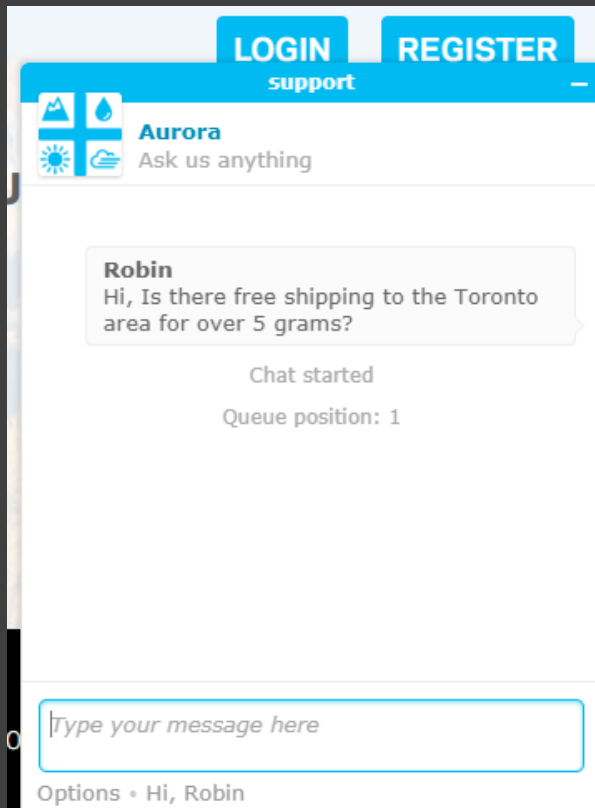 LOGIN REGISTER
support
Aurora
Ask us anything
Robin
Hi, Is there free shipping to the Toronto
area for over 5 grams?
Chat started
Queue position: 1
Type your message here
Options • Hi, Robin